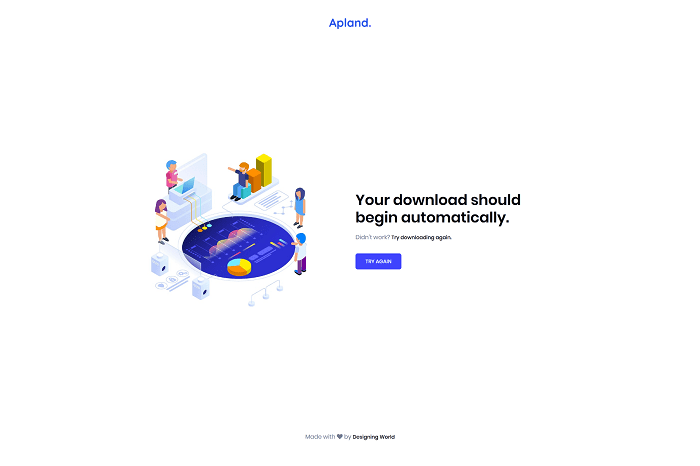 Apland.
Your download should
begin automatically.
Didn't work? Try downloading again.
TRY AGAIN
Made with ♥ by Designing World